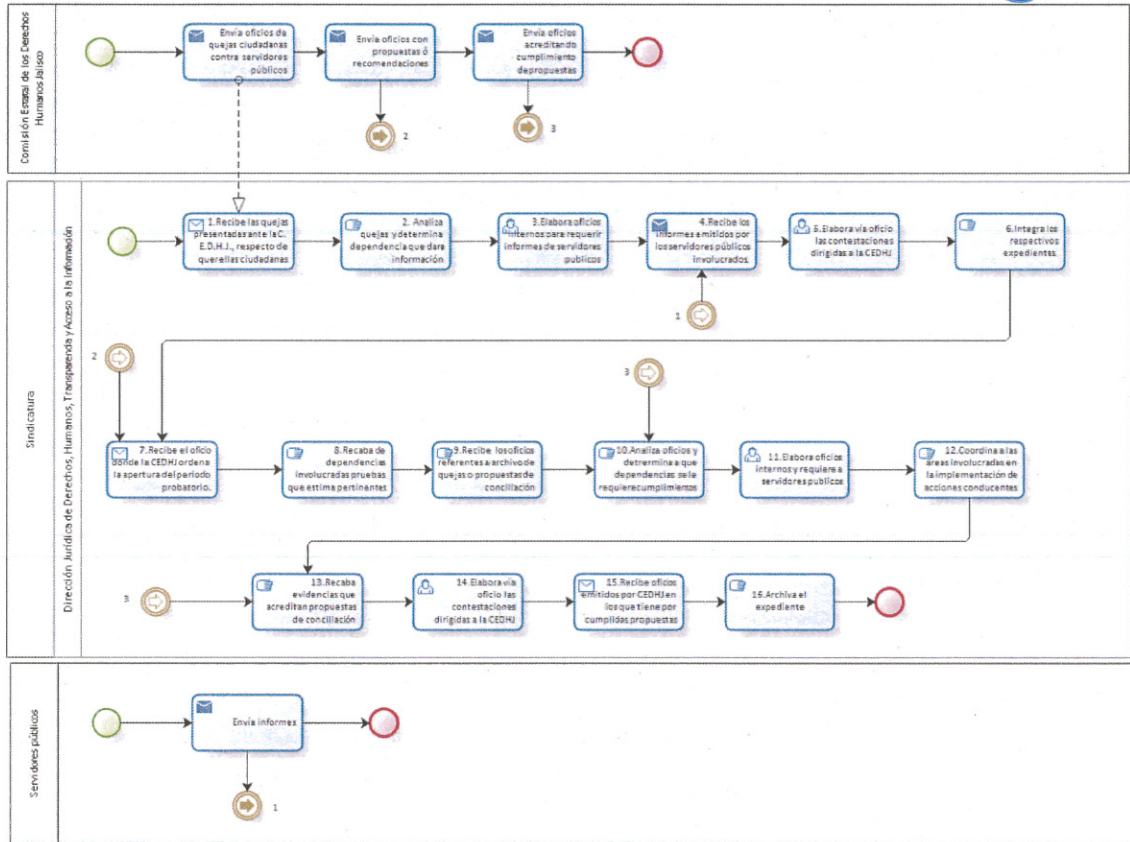 Comisión Estatal de los Derechos
Humanos Jalisco
Envía oficios de
quejas ciudadanas
contra servidores
públicos
Envía oficios con
propuestas ó
recomendaciones
Envía oficios
acreditando
cumplimiento
de propuestas
2
3
Sindicatura
Dirección Jurídica de Derechos, Humanos, Transparencia y Acceso a la Información
1.Recibe las quejas
presentadas ante la C.
E.D.H.J., respecto de
querellas ciudadanas
2. Analiza
quejas y determina
dependencia que dara
información
3.Elabora oficios
internos para requerir
informes de servidores
publicos
4.Recibe los
informes emitidos por
los servidores públicos
involucrados.
5.Elabora vía oficio
las contestaciones
dirigidas a la CEDHJ
6.Integra los
respectivos
expedientes.
1
2
3
7.Recibe el oficio
donde la CEDHJ ordena
la apertura del periodo
probatorio.
8.Recaba de
dependencias
involucradas pruebas
que estima pertinentes
9.Recibe los oficios
referentes a archivo de
quejas o propuestas de
conciliación
10.Analiza oficios y
detrermina a que
dependencias se le
requiere cumplimientos
11.Elabora oficios
internos y requiere a
servidores publicos
12.Coordina a las
áreas involucradas en
la implementación de
acciones conducentes
3
13.Recaba
evidencias que
acreditan propuestas
de conciliación
14.Elabora vía
oficio las
contestaciones
dirigidas a la CEDHJ
15.Recibe oficios
emitidos por CEDHJ en
los que tiene por
cumplidas propuestas
16.Archiva el
expediente
Servidores públicos
Envía informex
1